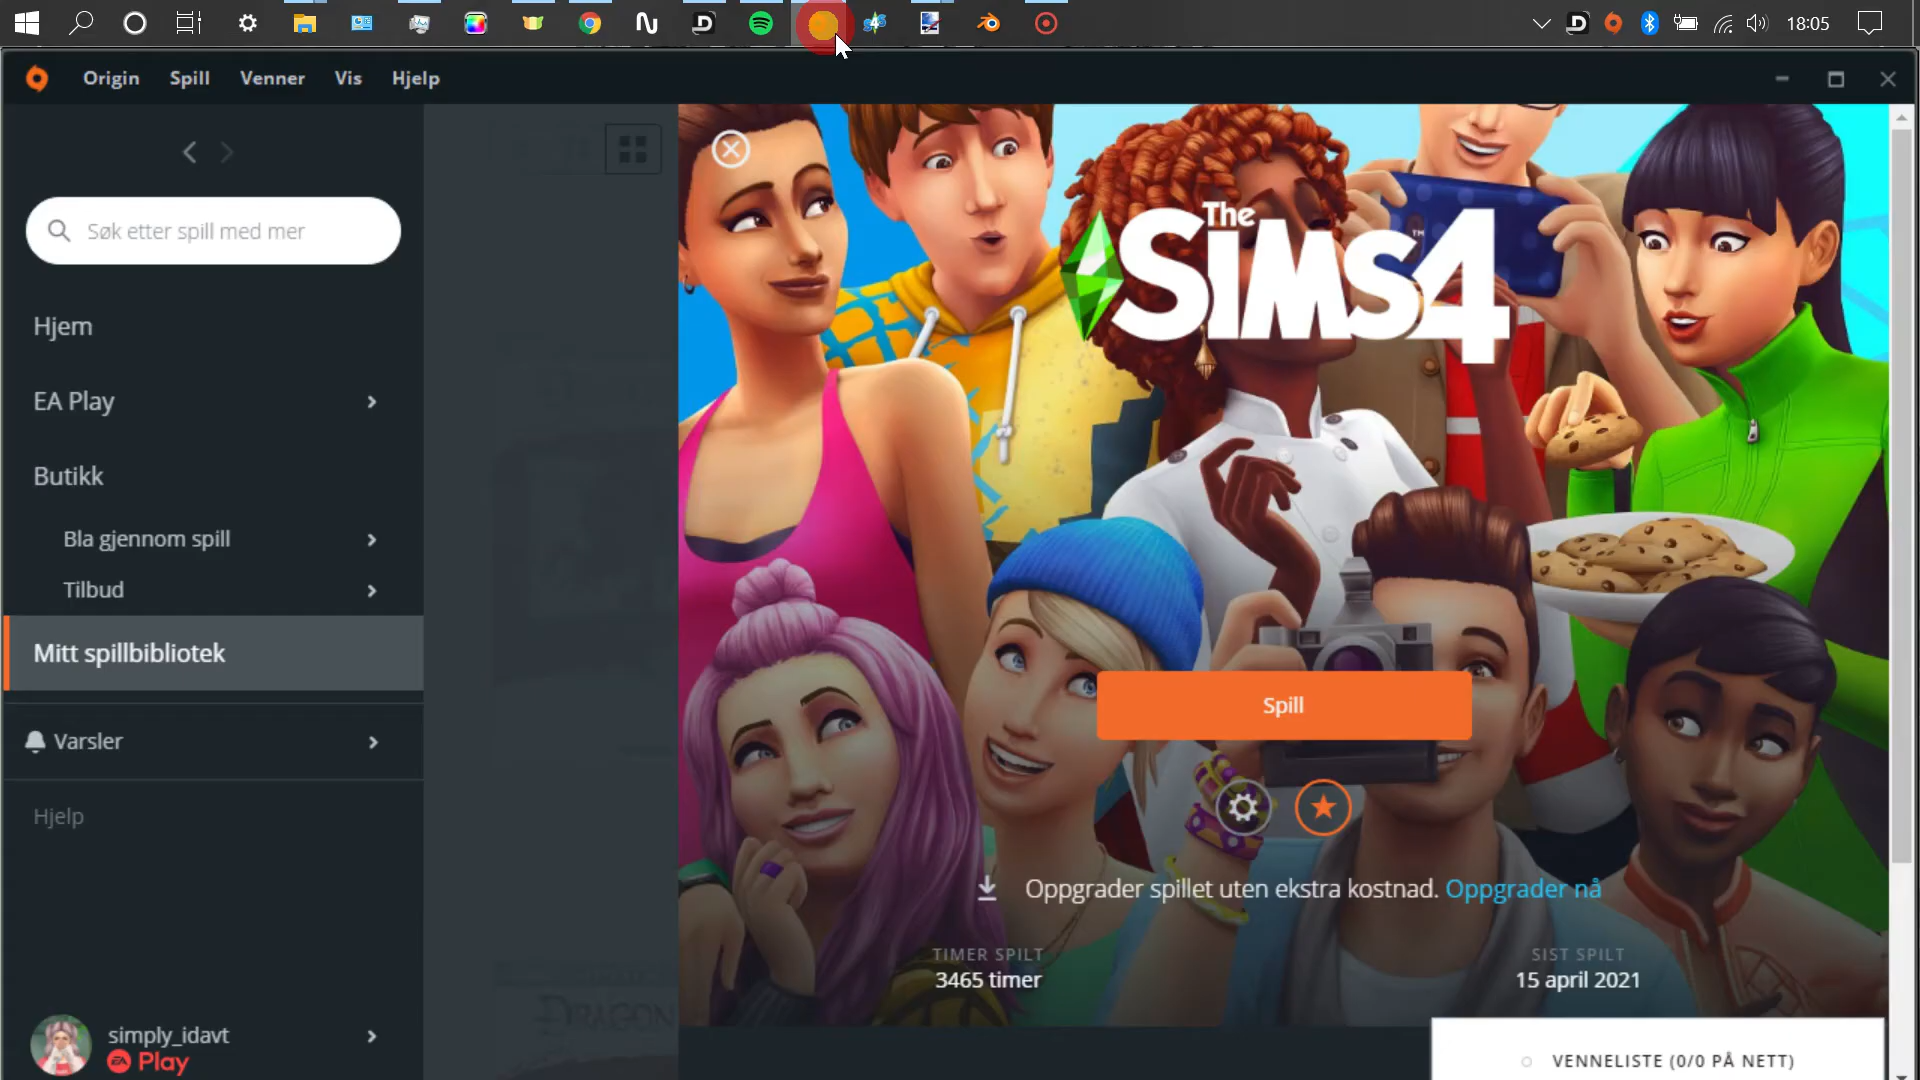 18:05
Origin Spill Venner Vis Hjelp
Søk etter spill med mer
Hjem
EA Play
Butikk
Bla gjennom spill
Tilbud
Mitt spillbibliotek
Varsler
Hjelp
simply_idavt
EA Play
The
SIMS4
Spill
Oppgrader spillet uten ekstra kostnad. Oppgrader nå
TIMER SPILT
3465 timer
SIST SPILT
15 april 2021
DRAGON
VENNELISTE (0/0 PÅ NETT)